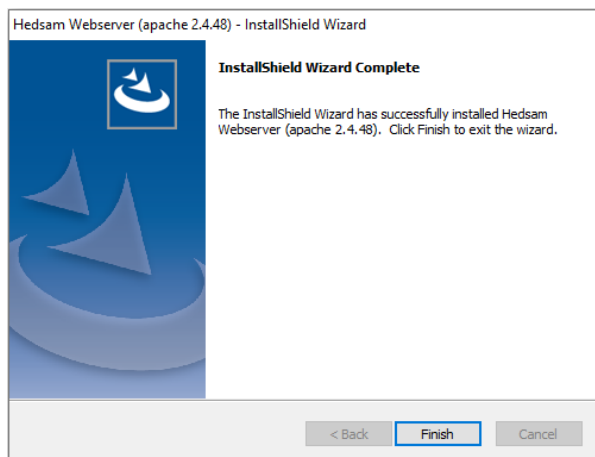 Hedsam Webserver (apache 2.4.48) - InstallShield Wizard
InstallShield Wizard Complete
The InstallShield Wizard has successfully installed Hedsam
Webserver (apache 2.4.48). Click Finish to exit the wizard.
< Back Finish Cancel